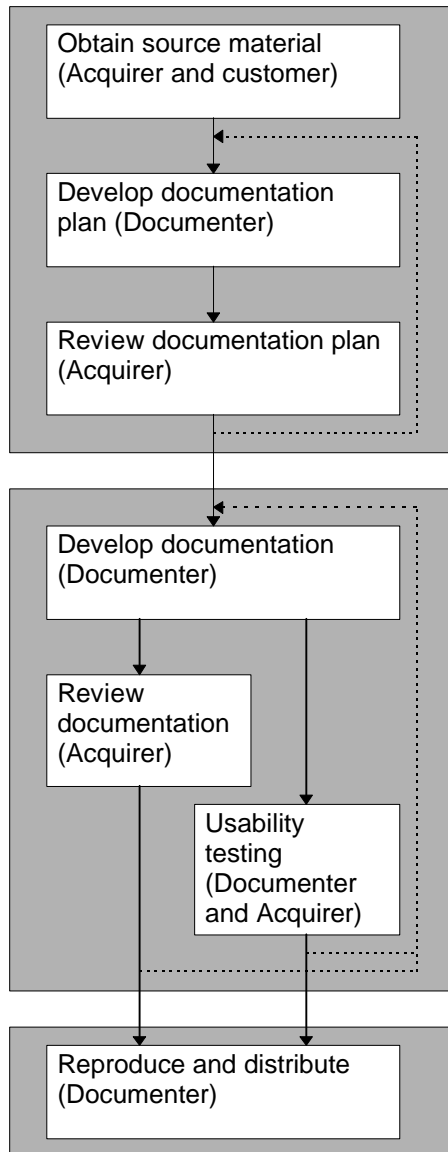 Obtain source material
(Acquirer and customer)
Develop documentation
plan (Documenter)
Review documentation plan
(Acquirer)
Develop documentation
(Documenter)
Review
documentation
(Acquirer)
Usability
testing
(Documenter
and Acquirer)
Reproduce and distribute
(Documenter)